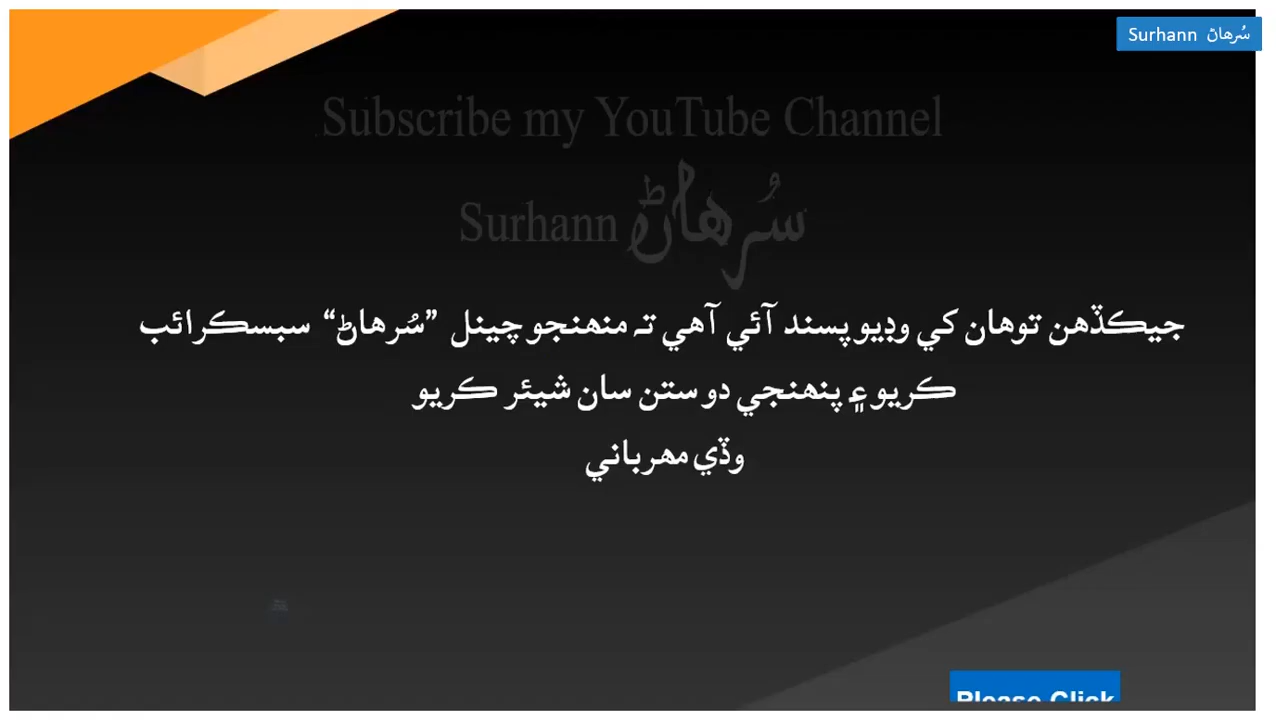 Surhann سُرهاڻ
Subscribe my YouTube Channel
Surhann سُرهاڻ
جيڪڏهن توهان کي وڊيو پسند آئي آهي ته منهنجو چينل ”سُرهاڻ“ سبسڪرائب
ڪريو ۽ پنهنجي دوستن سان شيئر ڪريو
وڏي مهرباني
Please Click